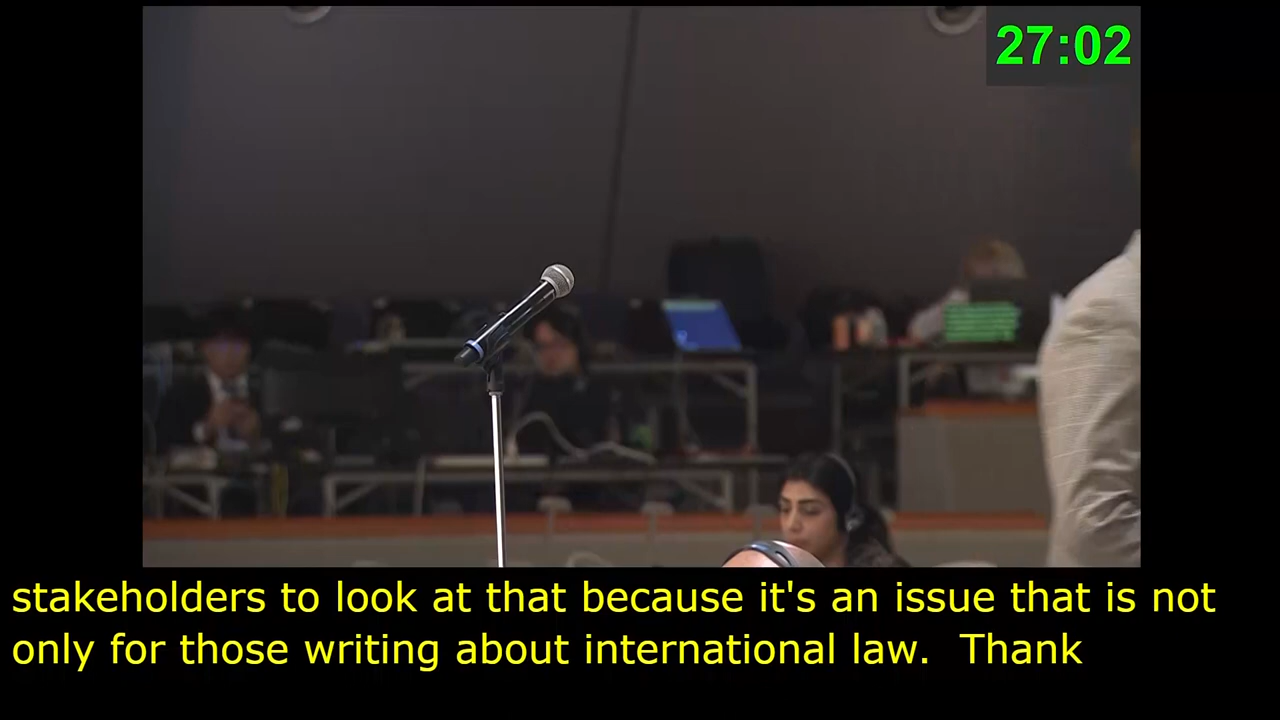 27:02
stakeholders to look at that because it's an issue that is not
only for those writing about international law.  Thank